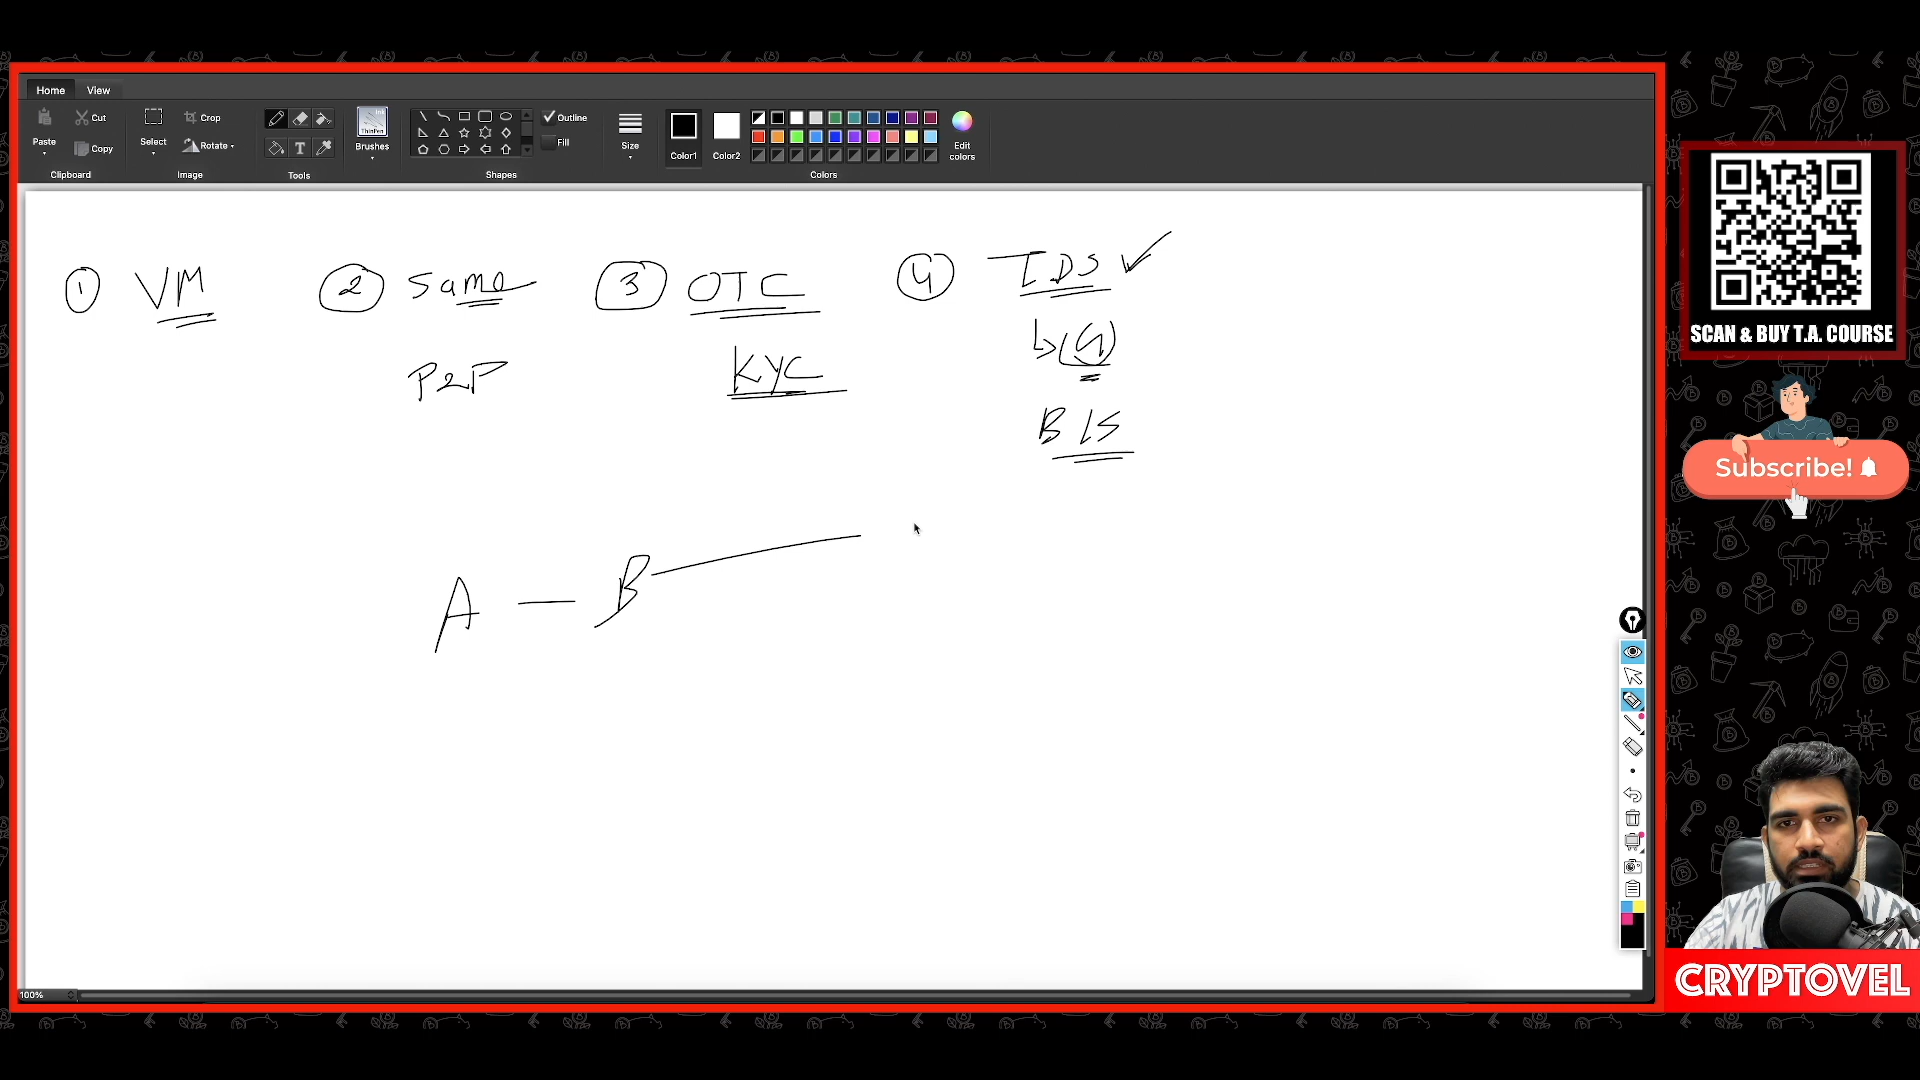 Home View
Paste Cut Copy Clipboard
Select Crop Rotate Image
Tools
Brushes
Outline
Fill
Shapes
Size
Color1 Color2
Edit colors
Colors
① VM ② Same ③ OTC ④ TDS ✓
P2P KYC
B/S
A — B
100%
SCAN & BUY T.A. COURSE
Subscribe!
CRYPTOVEL